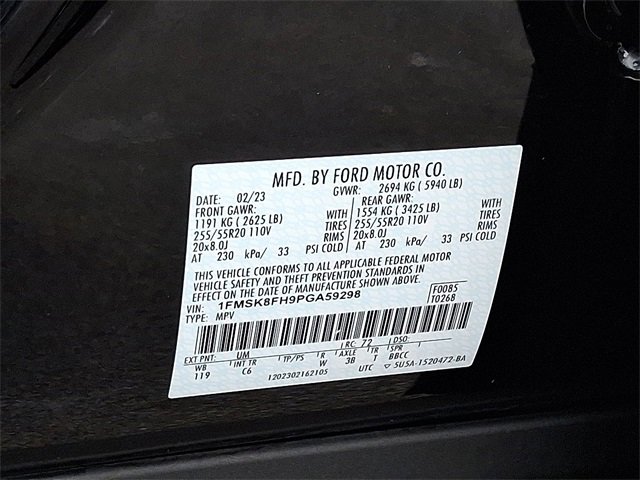 MFD. BY FORD MOTOR CO.
DATE: 02/23 GVWR: 2694 KG ( 5940 LB)
FRONT GAWR: REAR GAWR:
1191 KG ( 2625 LB) WITH 1554 KG ( 3425 LB) WITH
255/55R20 110V TIRES 255/55R20 110V TIRES
20x8.0J RIMS 20x8.0J RIMS
AT 230 kPa/ 33 PSI COLD AT 230 kPa/ 33 PSI COLD
THIS VEHICLE CONFORMS TO ALL APPLICABLE FEDERAL MOTOR
VEHICLE SAFETY AND THEFT PREVENTION STANDARDS IN
EFFECT ON THE DATE OF MANUFACTURE SHOWN ABOVE.
VIN: 1FMSK8FH9PGA59298 F0085
TYPE: MPV T0268
EXT PNT: UM RC: 72 DSO:
WB INT TR TP/PS R AXLE TR SPR
119 C6 W 3B T BBCC
1202302162105 UTC ▽ 5U5A-1520472-BA